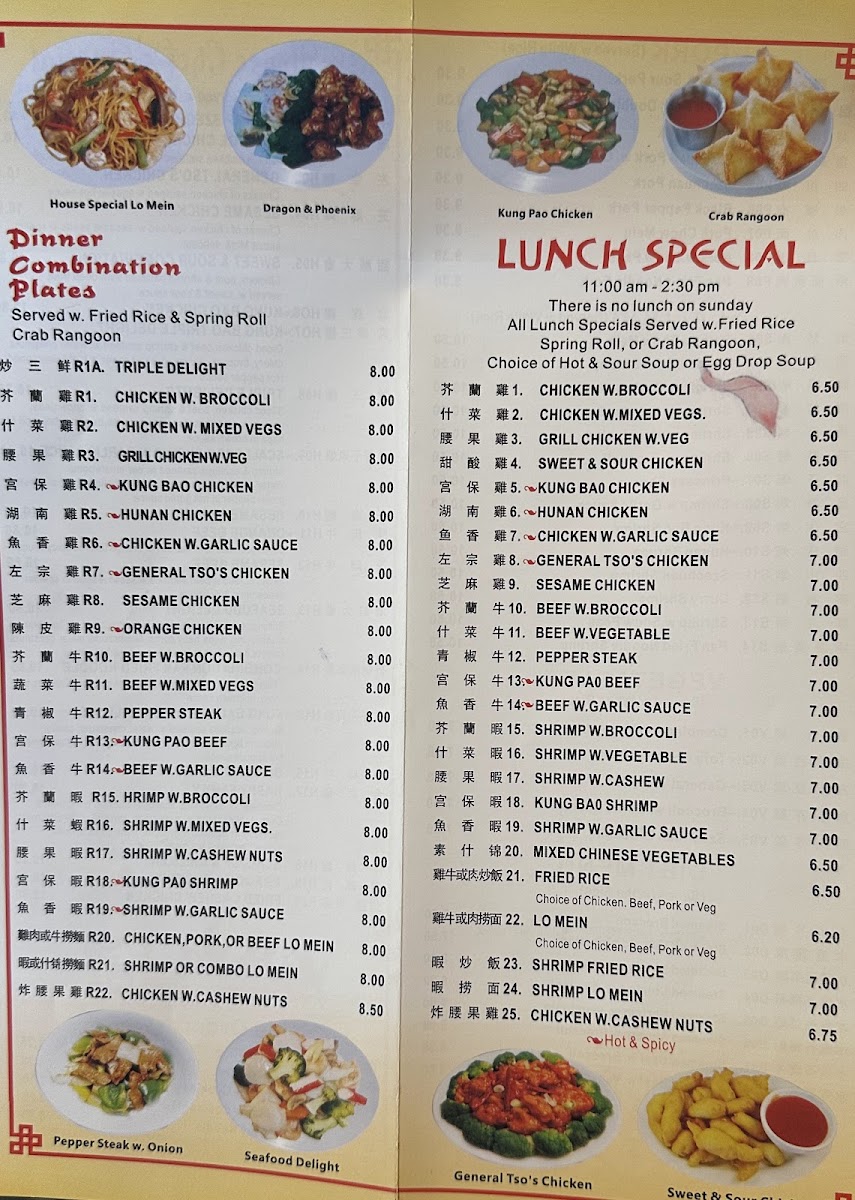 House Special Lo Mein
Dragon & Phoenix
Dinner
Combination
Plates
Served w. Fried Rice & Spring Roll
Crab Rangoon
炒 三 鮮 R1A. TRIPLE DELIGHT 8.00
芥 蘭 雞 R1. CHICKEN W. BROCCOLI 8.00
什 菜 雞 R2. CHICKEN W. MIXED VEGS 8.00
腰 果 雞 R3. GRILL CHICKEN W.VEG 8.00
宮 保 雞 R4. KUNG BAO CHICKEN 8.00
湖 南 雞 R5. HUNAN CHICKEN 8.00
魚 香 雞 R6. CHICKEN W.GARLIC SAUCE 8.00
左 宗 雞 R7. GENERAL TSO'S CHICKEN 8.00
芝 麻 雞 R8. SESAME CHICKEN 8.00
陳 皮 雞 R9. ORANGE CHICKEN 8.00
芥 蘭 牛 R10. BEEF W.BROCCOLI 8.00
蔬 菜 牛 R11. BEEF W.MIXED VEGS 8.00
青 椒 牛 R12. PEPPER STEAK 8.00
宮 保 牛 R13. KUNG PAO BEEF 8.00
魚 香 牛 R14. BEEF W.GARLIC SAUCE 8.00
芥 蘭 暇 R15. HRIMP W.BROCCOLI 8.00
什 菜 蝦 R16. SHRIMP W.MIXED VEGS. 8.00
腰 果 暇 R17. SHRIMP W.CASHEW NUTS 8.00
宮 保 暇 R18. KUNG PA0 SHRIMP 8.00
魚 香 暇 R19. SHRIMP W.GARLIC SAUCE 8.00
雞肉或牛撈麵 R20. CHICKEN,PORK,OR BEEF LO MEIN 8.00
暇或什锦撈麵 R21. SHRIMP OR COMBO LO MEIN 8.00
炸 腰 果 雞 R22. CHICKEN W.CASHEW NUTS 8.50
Pepper Steak w. Onion
Seafood Delight
Kung Pao Chicken
Crab Rangoon
LUNCH SPECIAL
11:00 am - 2:30 pm
There is no lunch on sunday
All Lunch Specials Served w.Fried Rice
Spring Roll, or Crab Rangoon,
Choice of Hot & Sour Soup or Egg Drop Soup
芥 蘭 雞 1. CHICKEN W.BROCCOLI 6.50
什 菜 雞 2. CHICKEN W.MIXED VEGS. 6.50
腰 果 雞 3. GRILL CHICKEN W.VEG 6.50
甜 酸 雞 4. SWEET & SOUR CHICKEN 6.50
宮 保 雞 5. KUNG BA0 CHICKEN 6.50
湖 南 雞 6. HUNAN CHICKEN 6.50
鱼 香 雞 7. CHICKEN W.GARLIC SAUCE 6.50
左 宗 雞 8. GENERAL TSO'S CHICKEN 7.00
芝 麻 雞 9. SESAME CHICKEN 7.00
芥 蘭 牛 10. BEEF W.BROCCOLI 7.00
什 菜 牛 11. BEEF W.VEGETABLE 7.00
青 椒 牛 12. PEPPER STEAK 7.00
宮 保 牛 13. KUNG PA0 BEEF 7.00
魚 香 牛 14. BEEF W.GARLIC SAUCE 7.00
芥 蘭 暇 15. SHRIMP W.BROCCOLI 7.00
什 菜 暇 16. SHRIMP W.VEGETABLE 7.00
腰 果 暇 17. SHRIMP W.CASHEW 7.00
宮 保 暇 18. KUNG BA0 SHRIMP 7.00
魚 香 暇 19. SHRIMP W.GARLIC SAUCE 7.00
素 什 锦 20. MIXED CHINESE VEGETABLES 6.50
雞牛或肉炒飯 21. FRIED RICE 6.50
Choice of Chicken. Beef, Pork or Veg
雞牛或肉捞面 22. LO MEIN 6.20
Choice of Chicken, Beef, Pork or Veg
暇 炒 飯 23. SHRIMP FRIED RICE 7.00
暇 捞 面 24. SHRIMP LO MEIN 7.00
炸 腰 果 雞 25. CHICKEN W.CASHEW NUTS 6.75
Hot & Spicy
General Tso's Chicken
Sweet & Sour